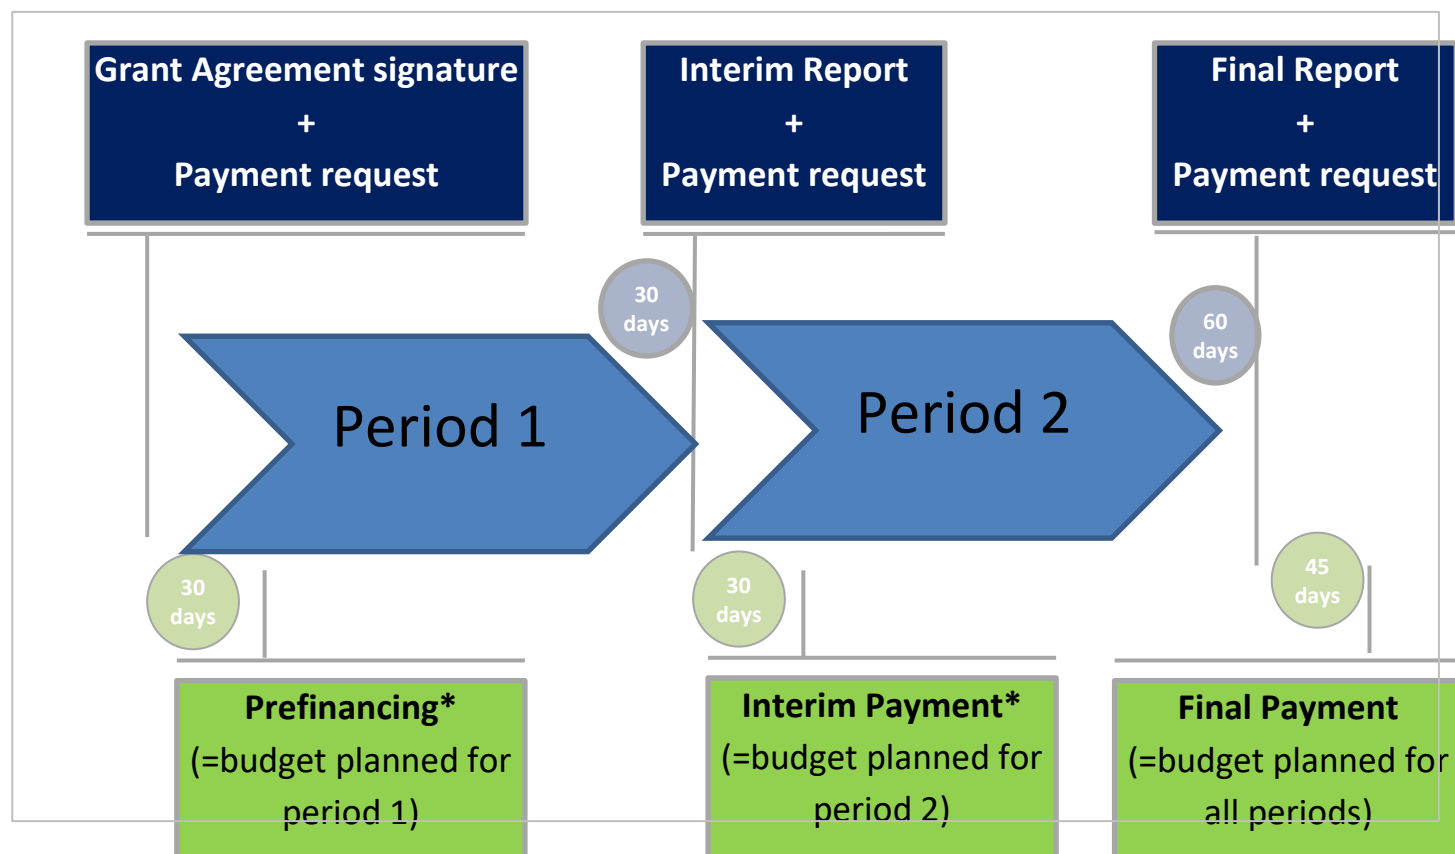 Grant Agreement signature
+
Payment request
Interim Report
+
Payment request
Final Report
+
Payment request
30
days
60
days
Period 1
Period 2
30
days
30
days
45
days
Prefinancing*
(=budget planned for
period 1)
Interim Payment*
(=budget planned for
period 2)
Final Payment
(=budget planned for
all periods)